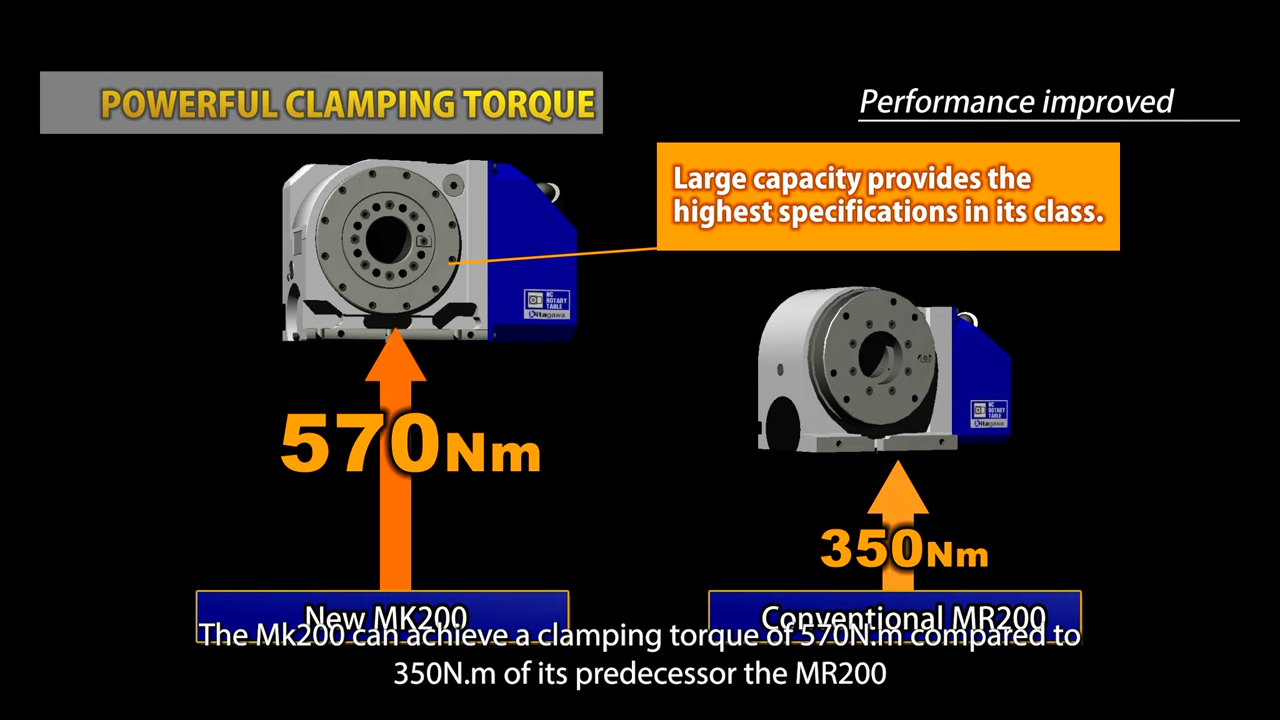 POWERFUL CLAMPING TORQUE
Performance improved
Large capacity provides the
highest specifications in its class.
NC
ROTARY
TABLE
Kitagawa
NC
ROTARY
TABLE
Kitagawa
570Nm
350Nm
New MK200
Conventional MR200
The Mk200 can achieve a clamping torque of 570N.m compared to
350N.m of its predecessor the MR200